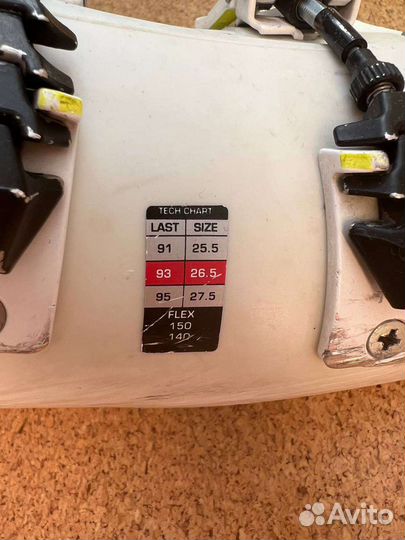 TECH CHART
LAST SIZE
91 25.5
93 26.5
95 27.5
FLEX
150
140
Avito